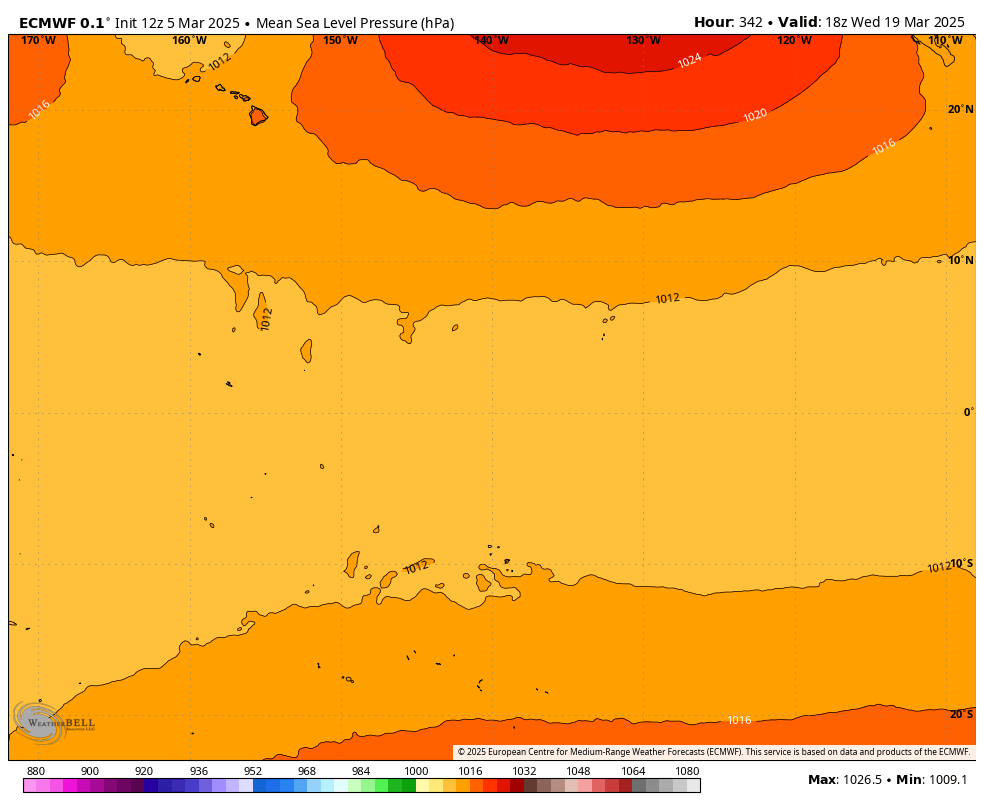 ECMWF 0.1° Init 12z 5 Mar 2025 • Mean Sea Level Pressure (hPa)
Hour: 342 • Valid: 18z Wed 19 Mar 2025
170°W 160°W 150°W 140°W 130°W 120°W 110°W
1012
1024
1016
1020
20°N
1016
10°N
1012
1012
0°
1012
1012
10°S
20°S
1016
WEATHERBELL
© 2025 European Centre for Medium-Range Weather Forecasts (ECMWF). This service is based on data and products of the ECMWF.
880 900 920 936 952 968 984 1000 1016 1032 1048 1064 1080
Max: 1026.5 • Min: 1009.1